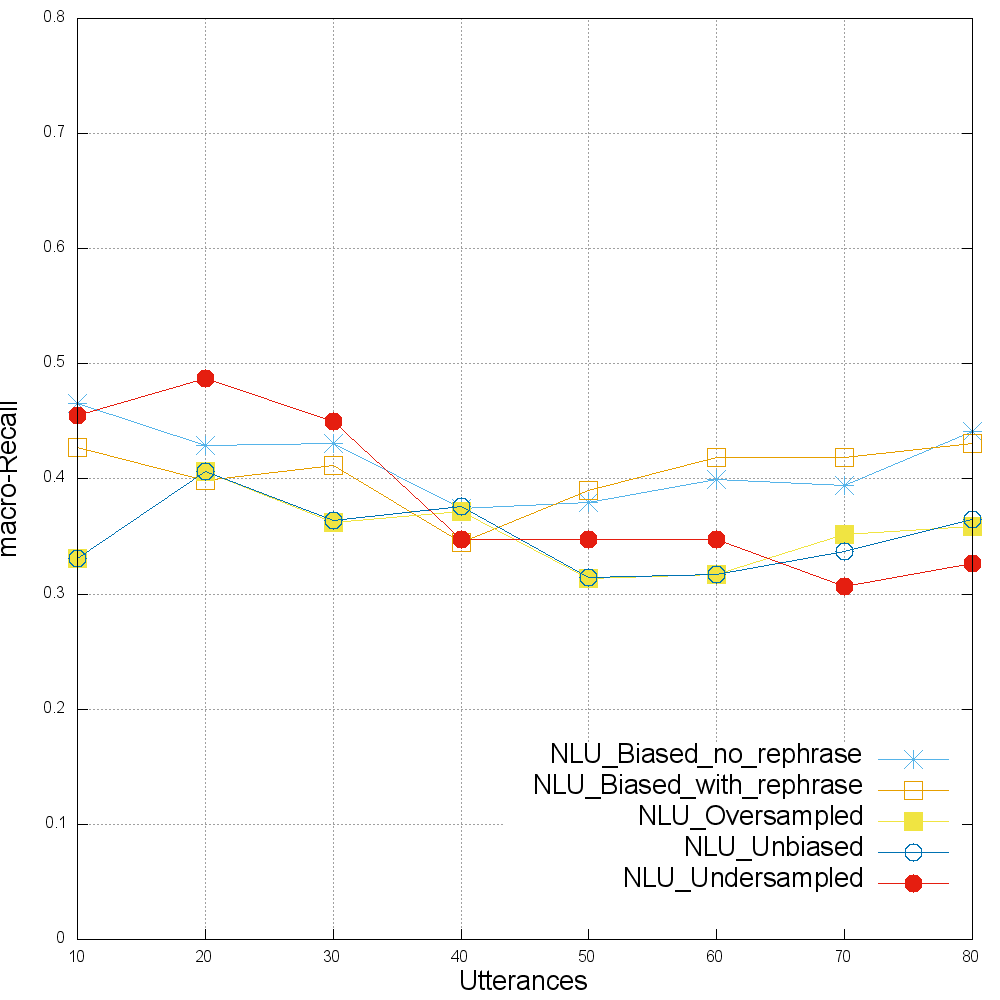 0.8
0.7
0.6
0.5
0.4
0.3
0.2
0.1
0
macro-Recall
NLU_Biased_no_rephrase
NLU_Biased_with_rephrase
NLU_Oversampled
NLU_Unbiased
NLU_Undersampled
10 20 30 40 50 60 70 80
Utterances